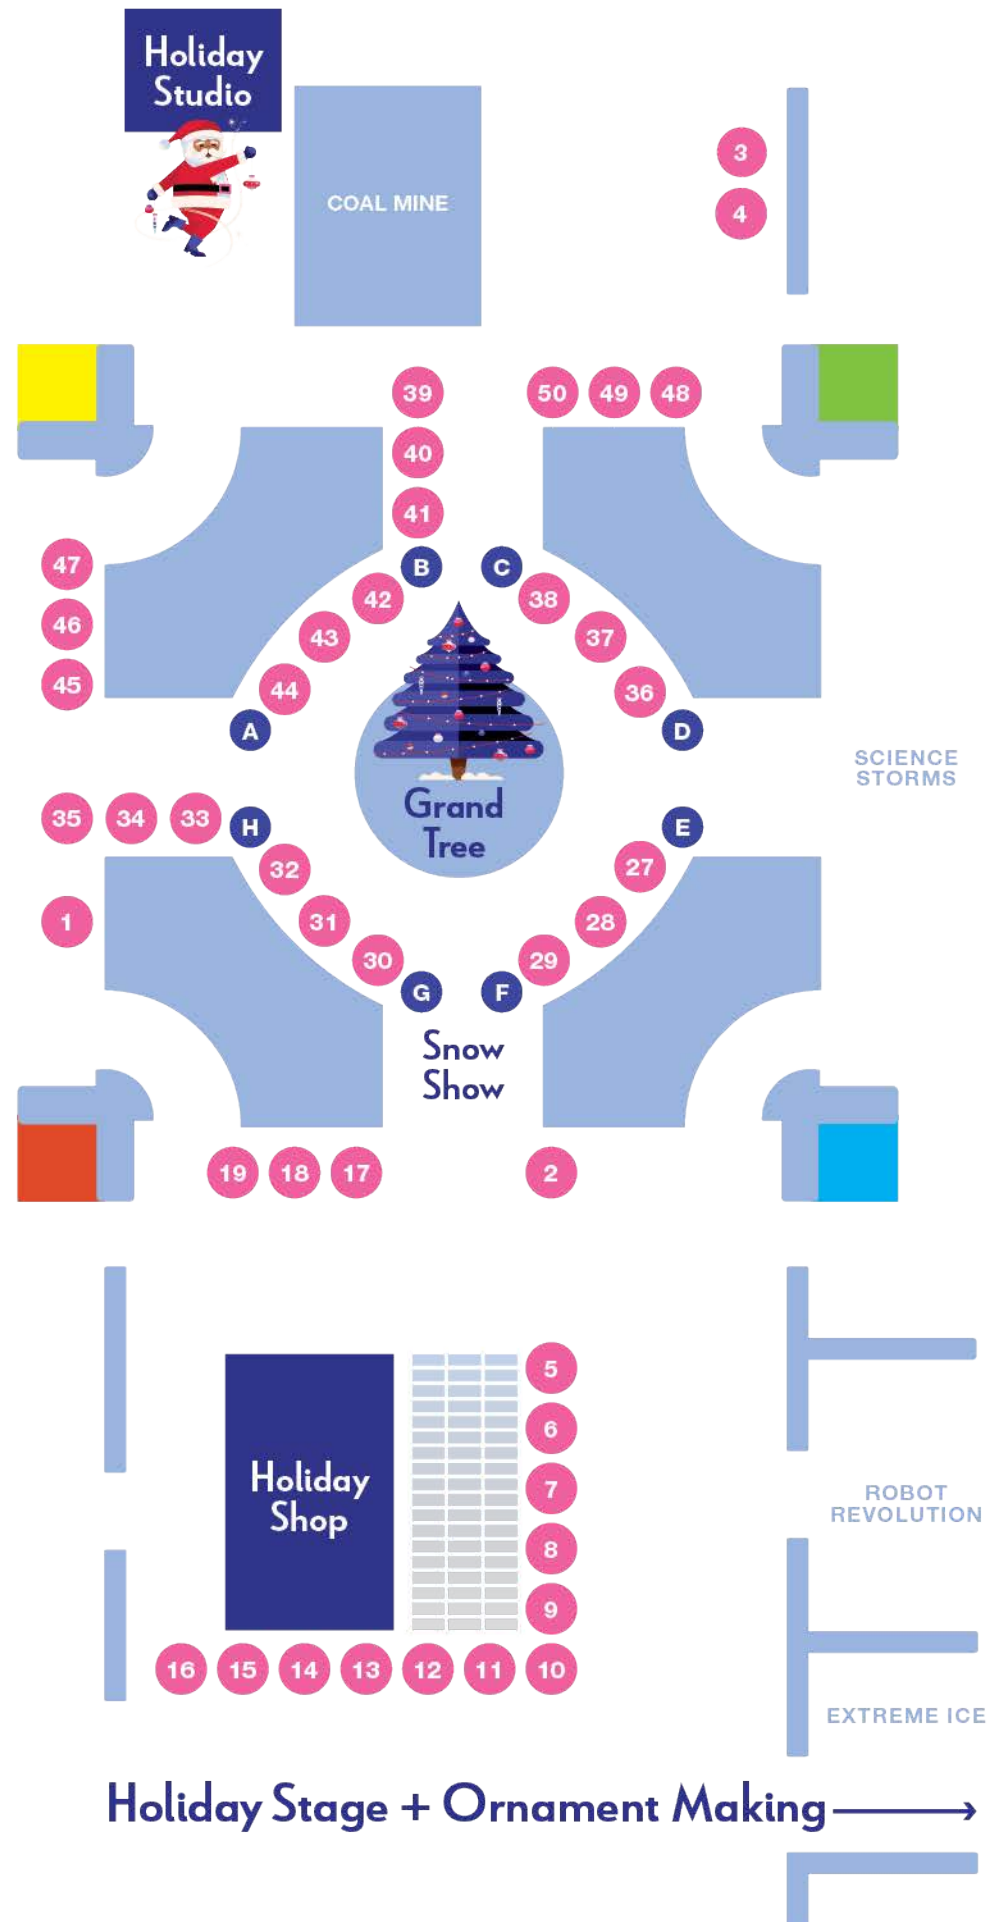 Holiday
Studio
COAL MINE
3
4
39
50 49 48
40
41
47
B
C
42
38
46
43
37
45
44
36
A
D
SCIENCE
STORMS
Grand
Tree
35 34 33 H
E
32
27
1
31
28
30
29
G
F
Snow
Show
19 18 17
2
5
6
Holiday
Shop
7
8
9
16 15 14 13 12 11 10
ROBOT
REVOLUTION
EXTREME ICE
Holiday Stage + Ornament Making